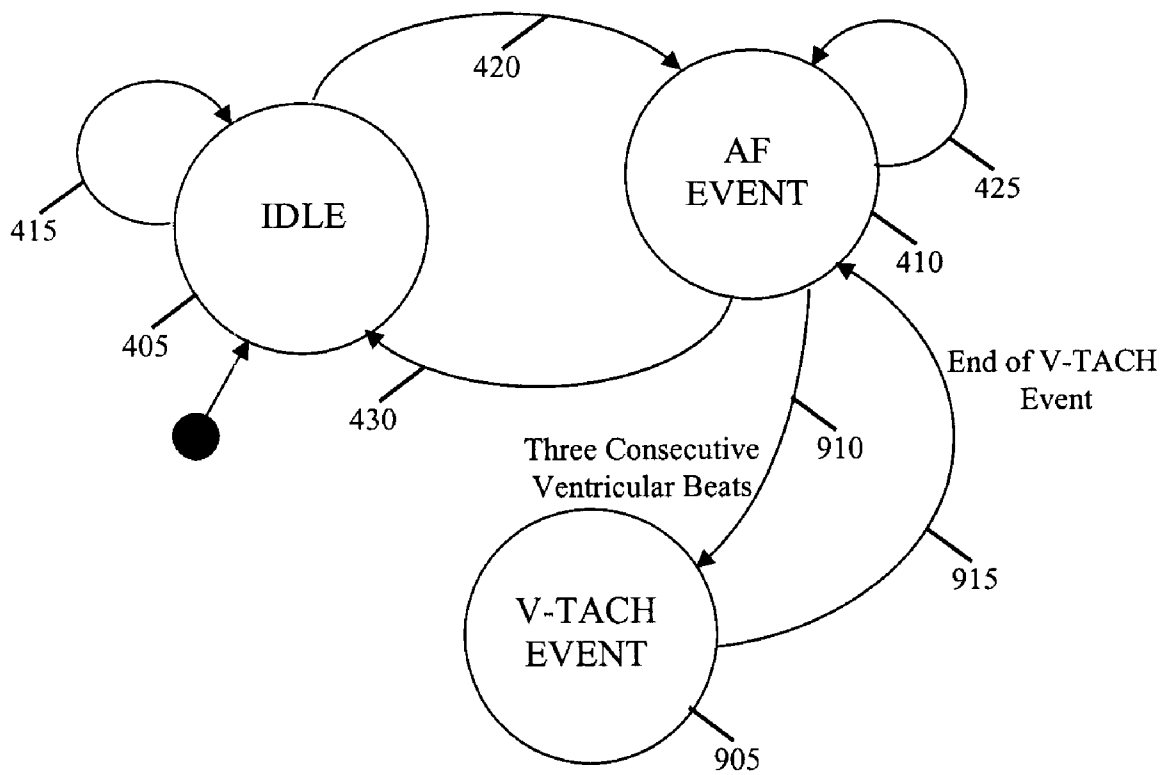 420
AF
EVENT
425
415
IDLE
410
405
430
End of V-TACH
Event
910
Three Consecutive
Ventricular Beats
915
V-TACH
EVENT
905